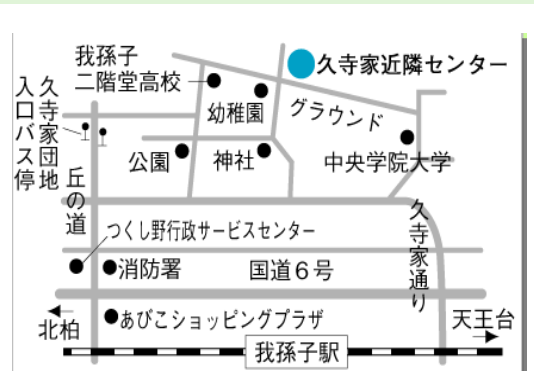 我孫子
二階堂高校
久寺家近隣センター
久寺家団地
入口バス停
幼稚園
グラウンド
公園
神社
中央学院大学
丘の道
久寺家通り
つくし野行政サービスセンター
消防署
国道6号
あびこショッピングプラザ
北柏
天王台
我孫子駅